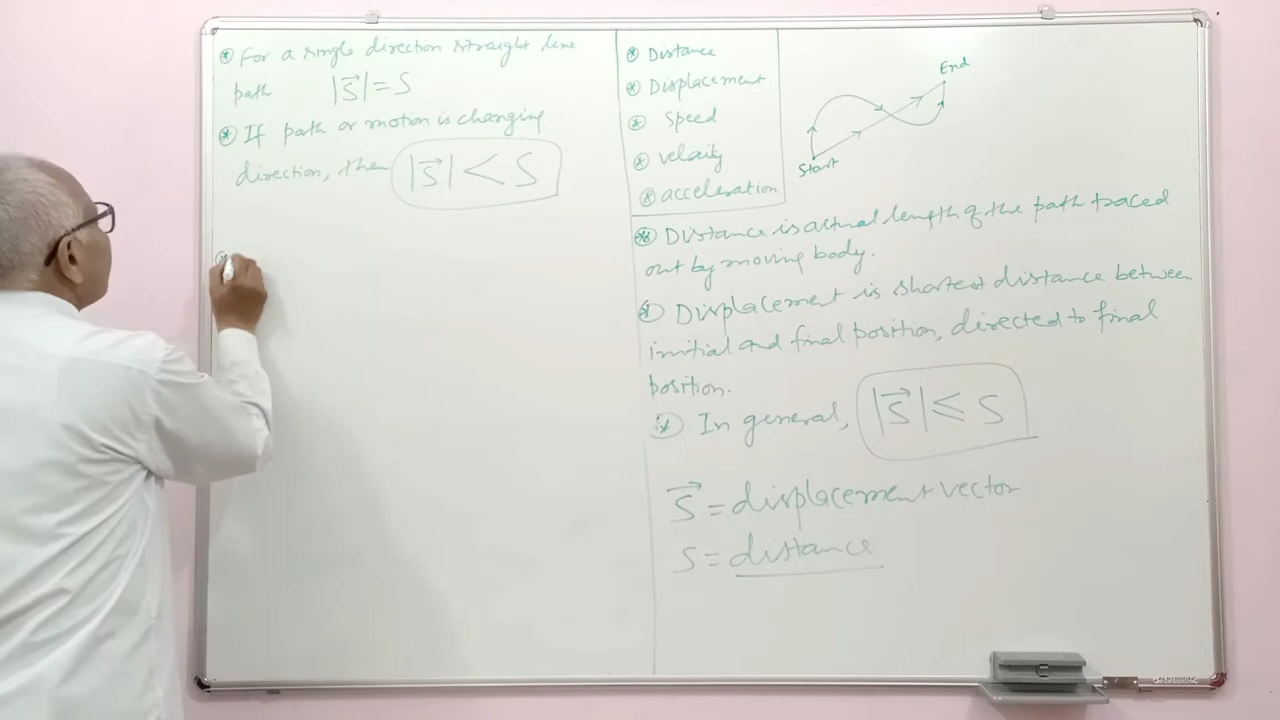 ⊛ For a single direction straight line
path |s⃗| = S
⊛ If path or motion is changing
direction, then |s⃗| < S
⊛ Distance
⊛ Displacement
⊛ Speed
⊛ velocity
⊛ acceleration
Start
End
⊛ Distance is actual length of the path traced
out by moving body.
⊛ Displacement is shortest distance between
initial and final position, directed to final
position.
⊛ In general, |s⃗| ≤ S
s⃗ = displacement vector
S = distance